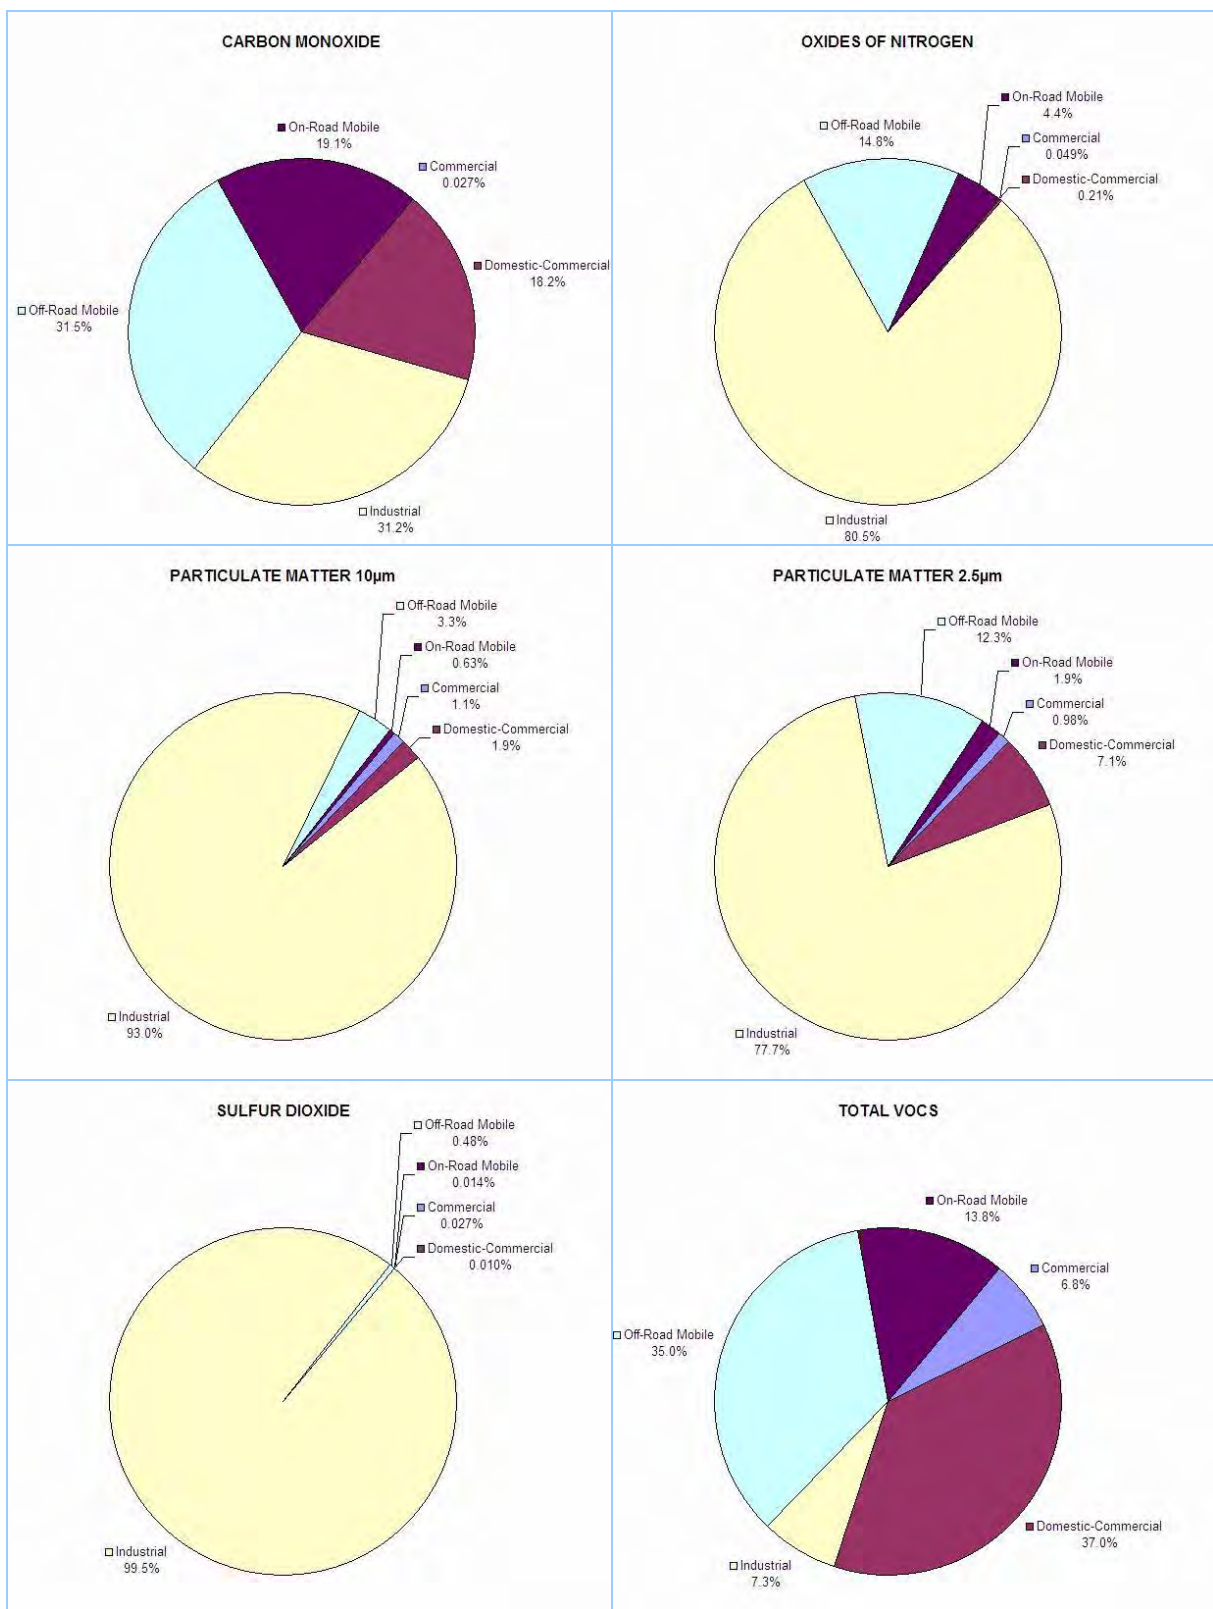 CARBON MONOXIDE
On-Road Mobile
19.1%
Commercial
0.027%
Domestic-Commercial
18.2%
Off-Road Mobile
31.5%
Industrial
31.2%
OXIDES OF NITROGEN
On-Road Mobile
4.4%
Off-Road Mobile
14.8%
Commercial
0.049%
Domestic-Commercial
0.21%
Industrial
80.5%
PARTICULATE MATTER 10µm
Off-Road Mobile
3.3%
On-Road Mobile
0.63%
Commercial
1.1%
Domestic-Commercial
1.9%
Industrial
93.0%
PARTICULATE MATTER 2.5µm
Off-Road Mobile
12.3%
On-Road Mobile
1.9%
Commercial
0.98%
Domestic-Commercial
7.1%
Industrial
77.7%
SULFUR DIOXIDE
Off-Road Mobile
0.48%
On-Road Mobile
0.014%
Commercial
0.027%
Domestic-Commercial
0.010%
Industrial
99.5%
TOTAL VOCS
On-Road Mobile
13.8%
Commercial
6.8%
Off-Road Mobile
35.0%
Domestic-Commercial
37.0%
Industrial
7.3%